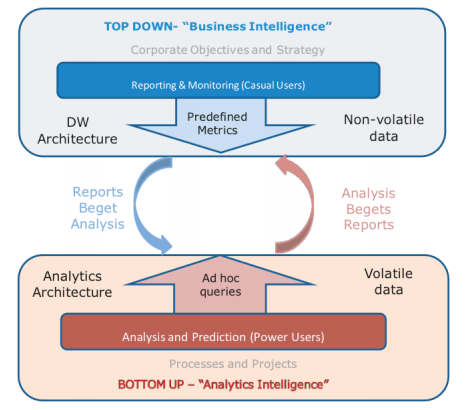 TOP DOWN- “Business Intelligence”
Corporate Objectives and Strategy
Reporting & Monitoring (Casual Users)
DW
Architecture
Predefined
Metrics
Non-volatile
data
Reports
Beget
Analysis
Analysis
Begets
Reports
Analytics
Architecture
Ad hoc
queries
Volatile
data
Analysis and Prediction (Power Users)
Processes and Projects
BOTTOM UP – “Analytics Intelligence”